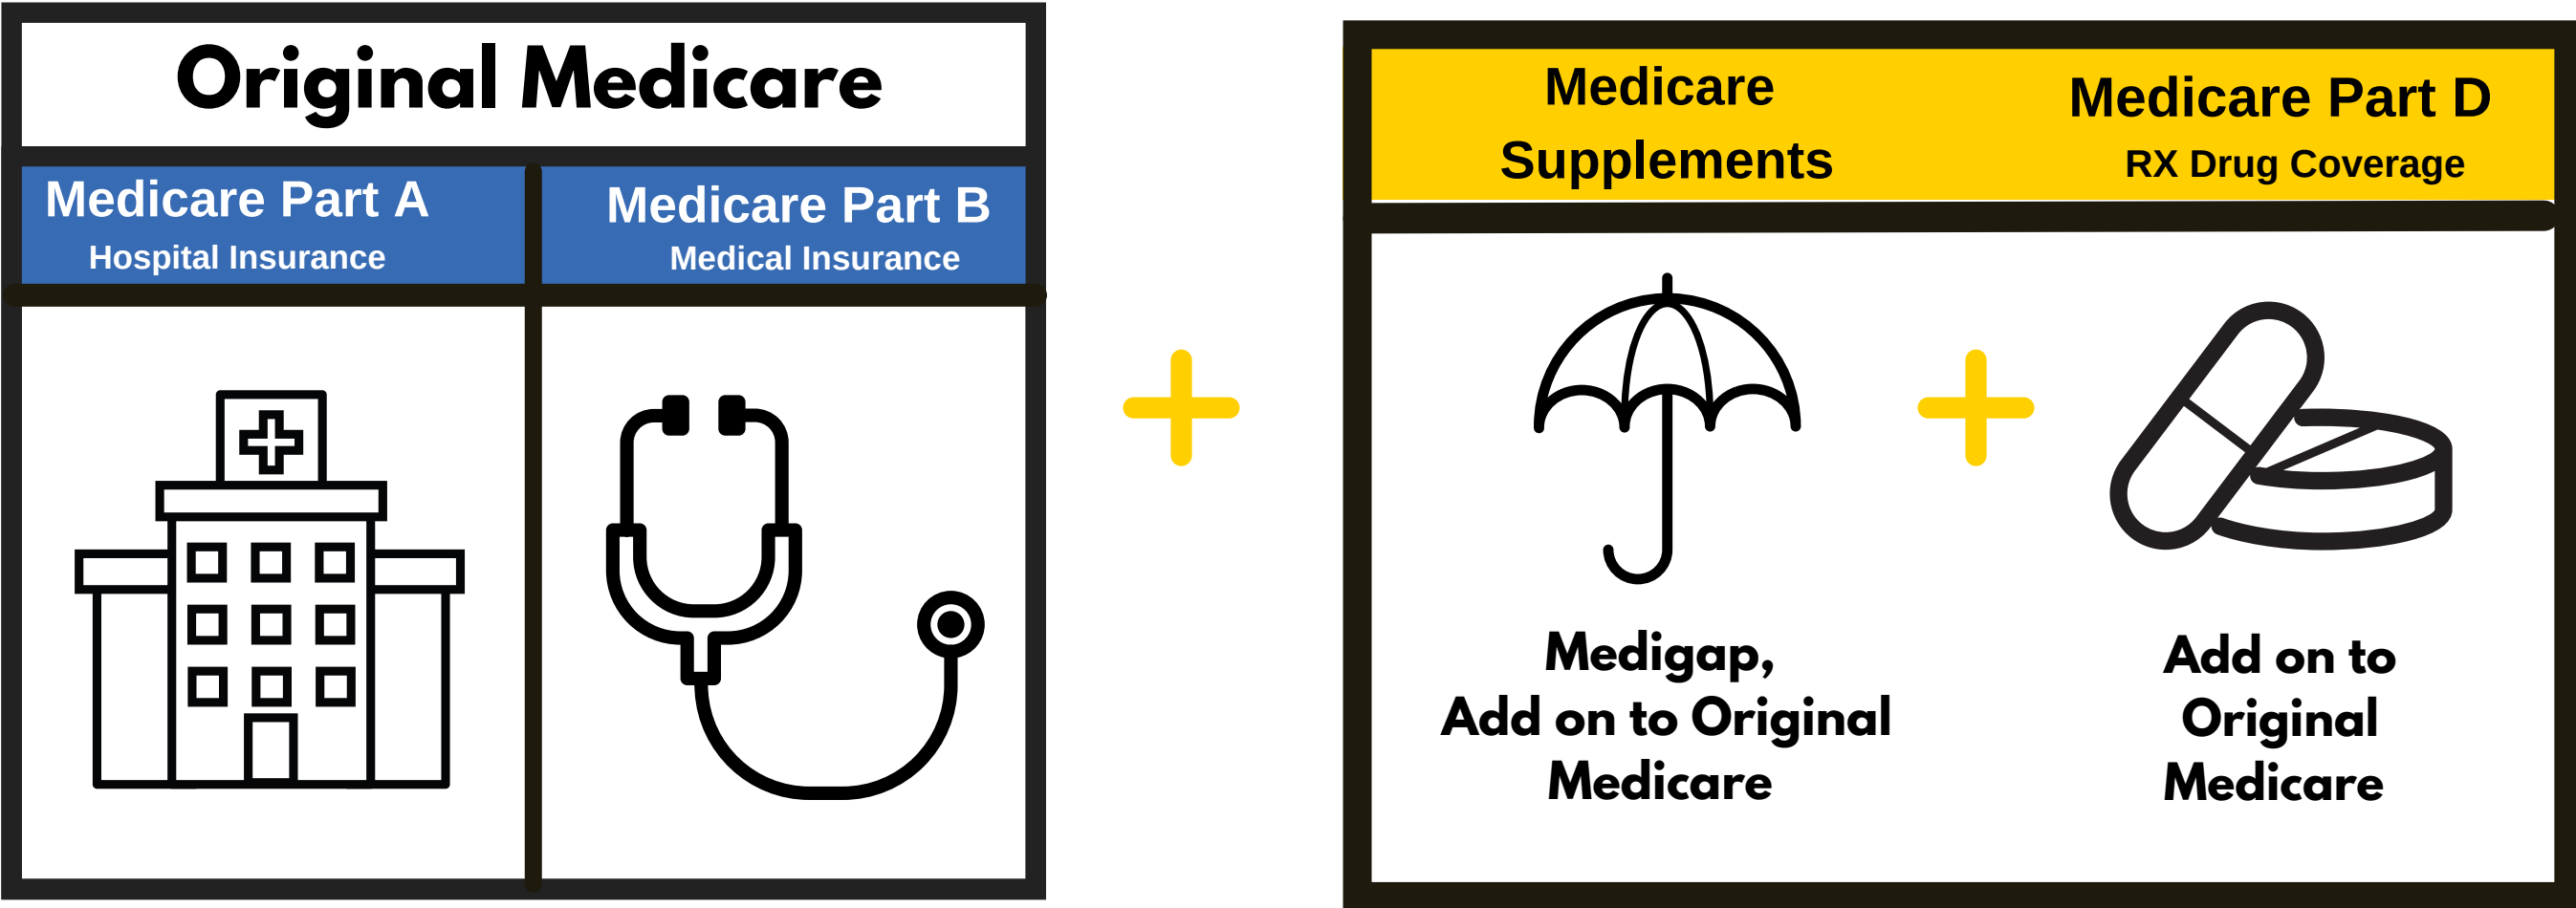 Original Medicare
Medicare Part A
Hospital Insurance
Medicare Part B
Medical Insurance
Medicare
Supplements
Medicare Part D
RX Drug Coverage
Medigap,
Add on to Original
Medicare
Add on to
Original
Medicare